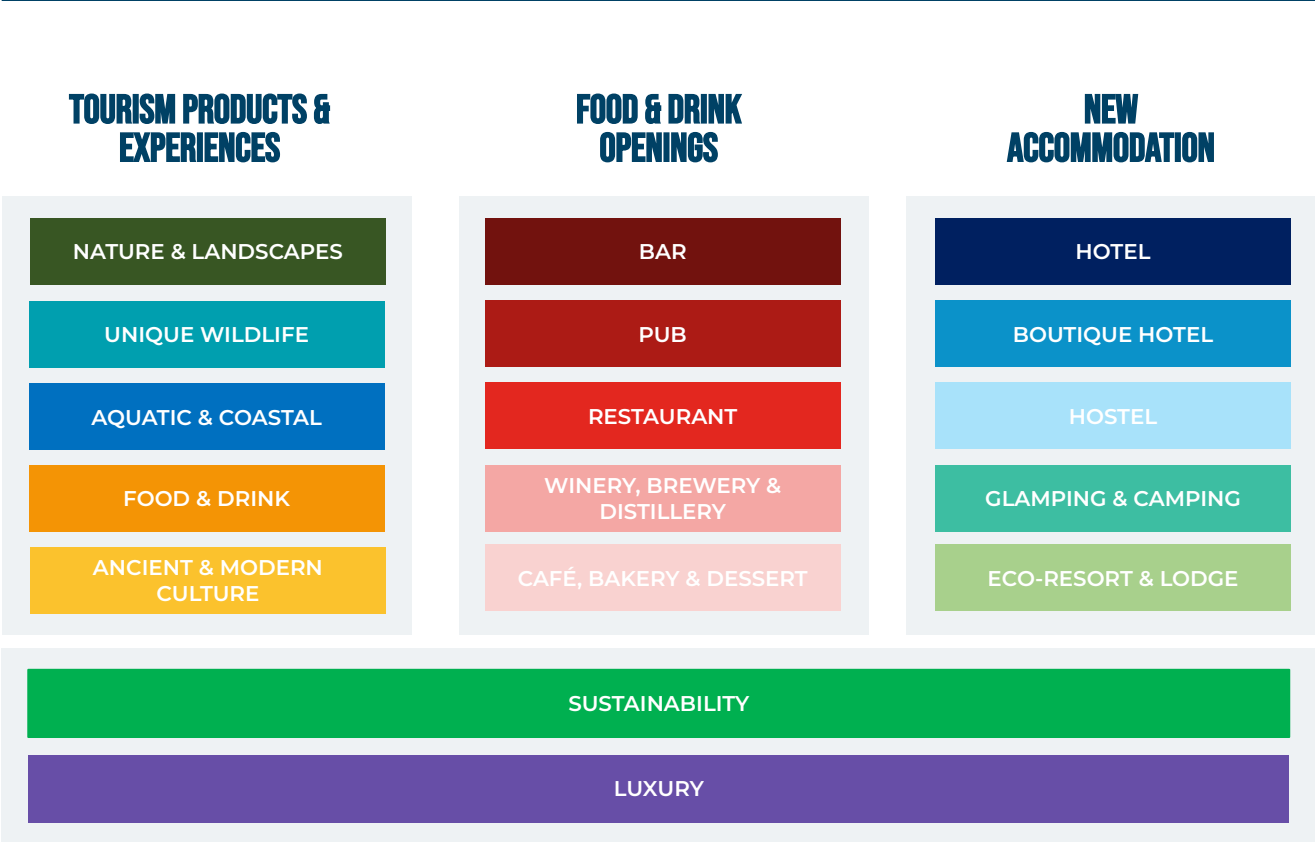 TOURISM PRODUCTS &
EXPERIENCES
NATURE & LANDSCAPES
UNIQUE WILDLIFE
AQUATIC & COASTAL
FOOD & DRINK
ANCIENT & MODERN
CULTURE
FOOD & DRINK
OPENINGS
BAR
PUB
RESTAURANT
WINERY, BREWERY &
DISTILLERY
CAFÉ, BAKERY & DESSERT
NEW
ACCOMMODATION
HOTEL
BOUTIQUE HOTEL
HOSTEL
GLAMPING & CAMPING
ECO-RESORT & LODGE
SUSTAINABILITY
LUXURY